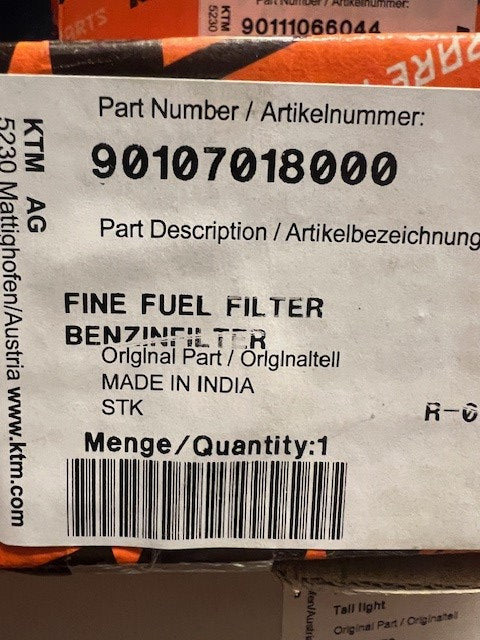 Part Number / Artikelnummer:
90111066044
KTM
5230
ARTS
PARE
Part Number / Artikelnummer:
90107018000
Part Description / Artikelbezeichnung
FINE FUEL FILTER
BENZINFILTER
Original Part / Originalteil
MADE IN INDIA
STK
R-0
Menge/Quantity:1
KTM AG
5230 Mattighofen/Austria www.ktm.com
Tail light
Original Part / Originalteil